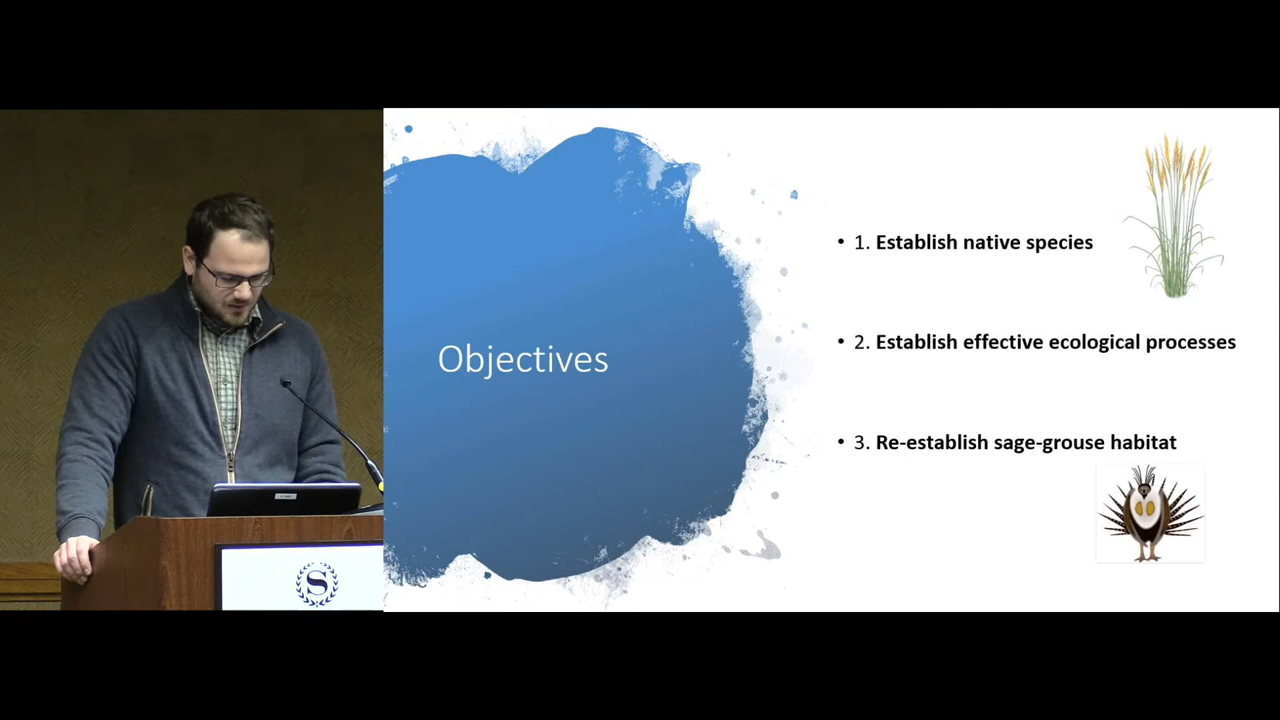 Objectives
• 1. Establish native species
• 2. Establish effective ecological processes
• 3. Re-establish sage-grouse habitat
S